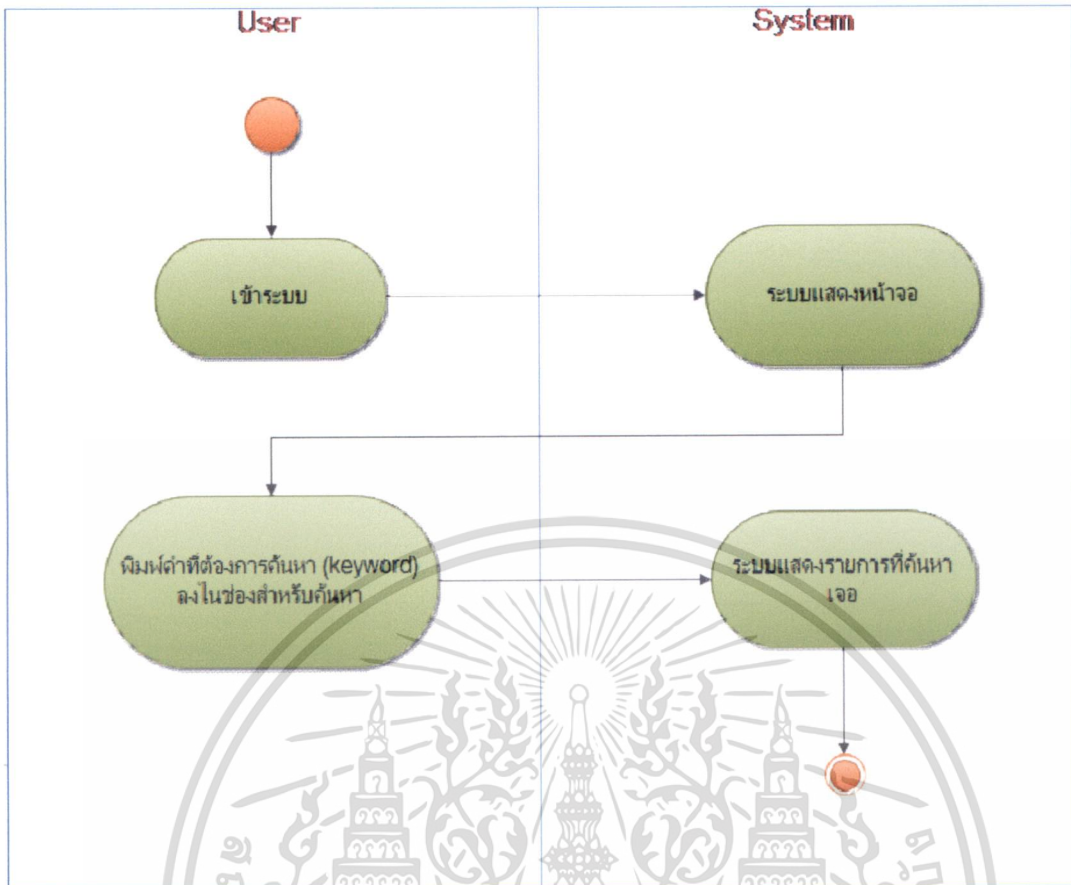 User
System
เข้าระบบ
ระบบแสดงหน้าจอ
พิมพ์คำที่ต้องการค้นหา (keyword)
ลงในช่องสำหรับค้นหา
ระบบแสดงรายการที่ค้นหา
เจอ